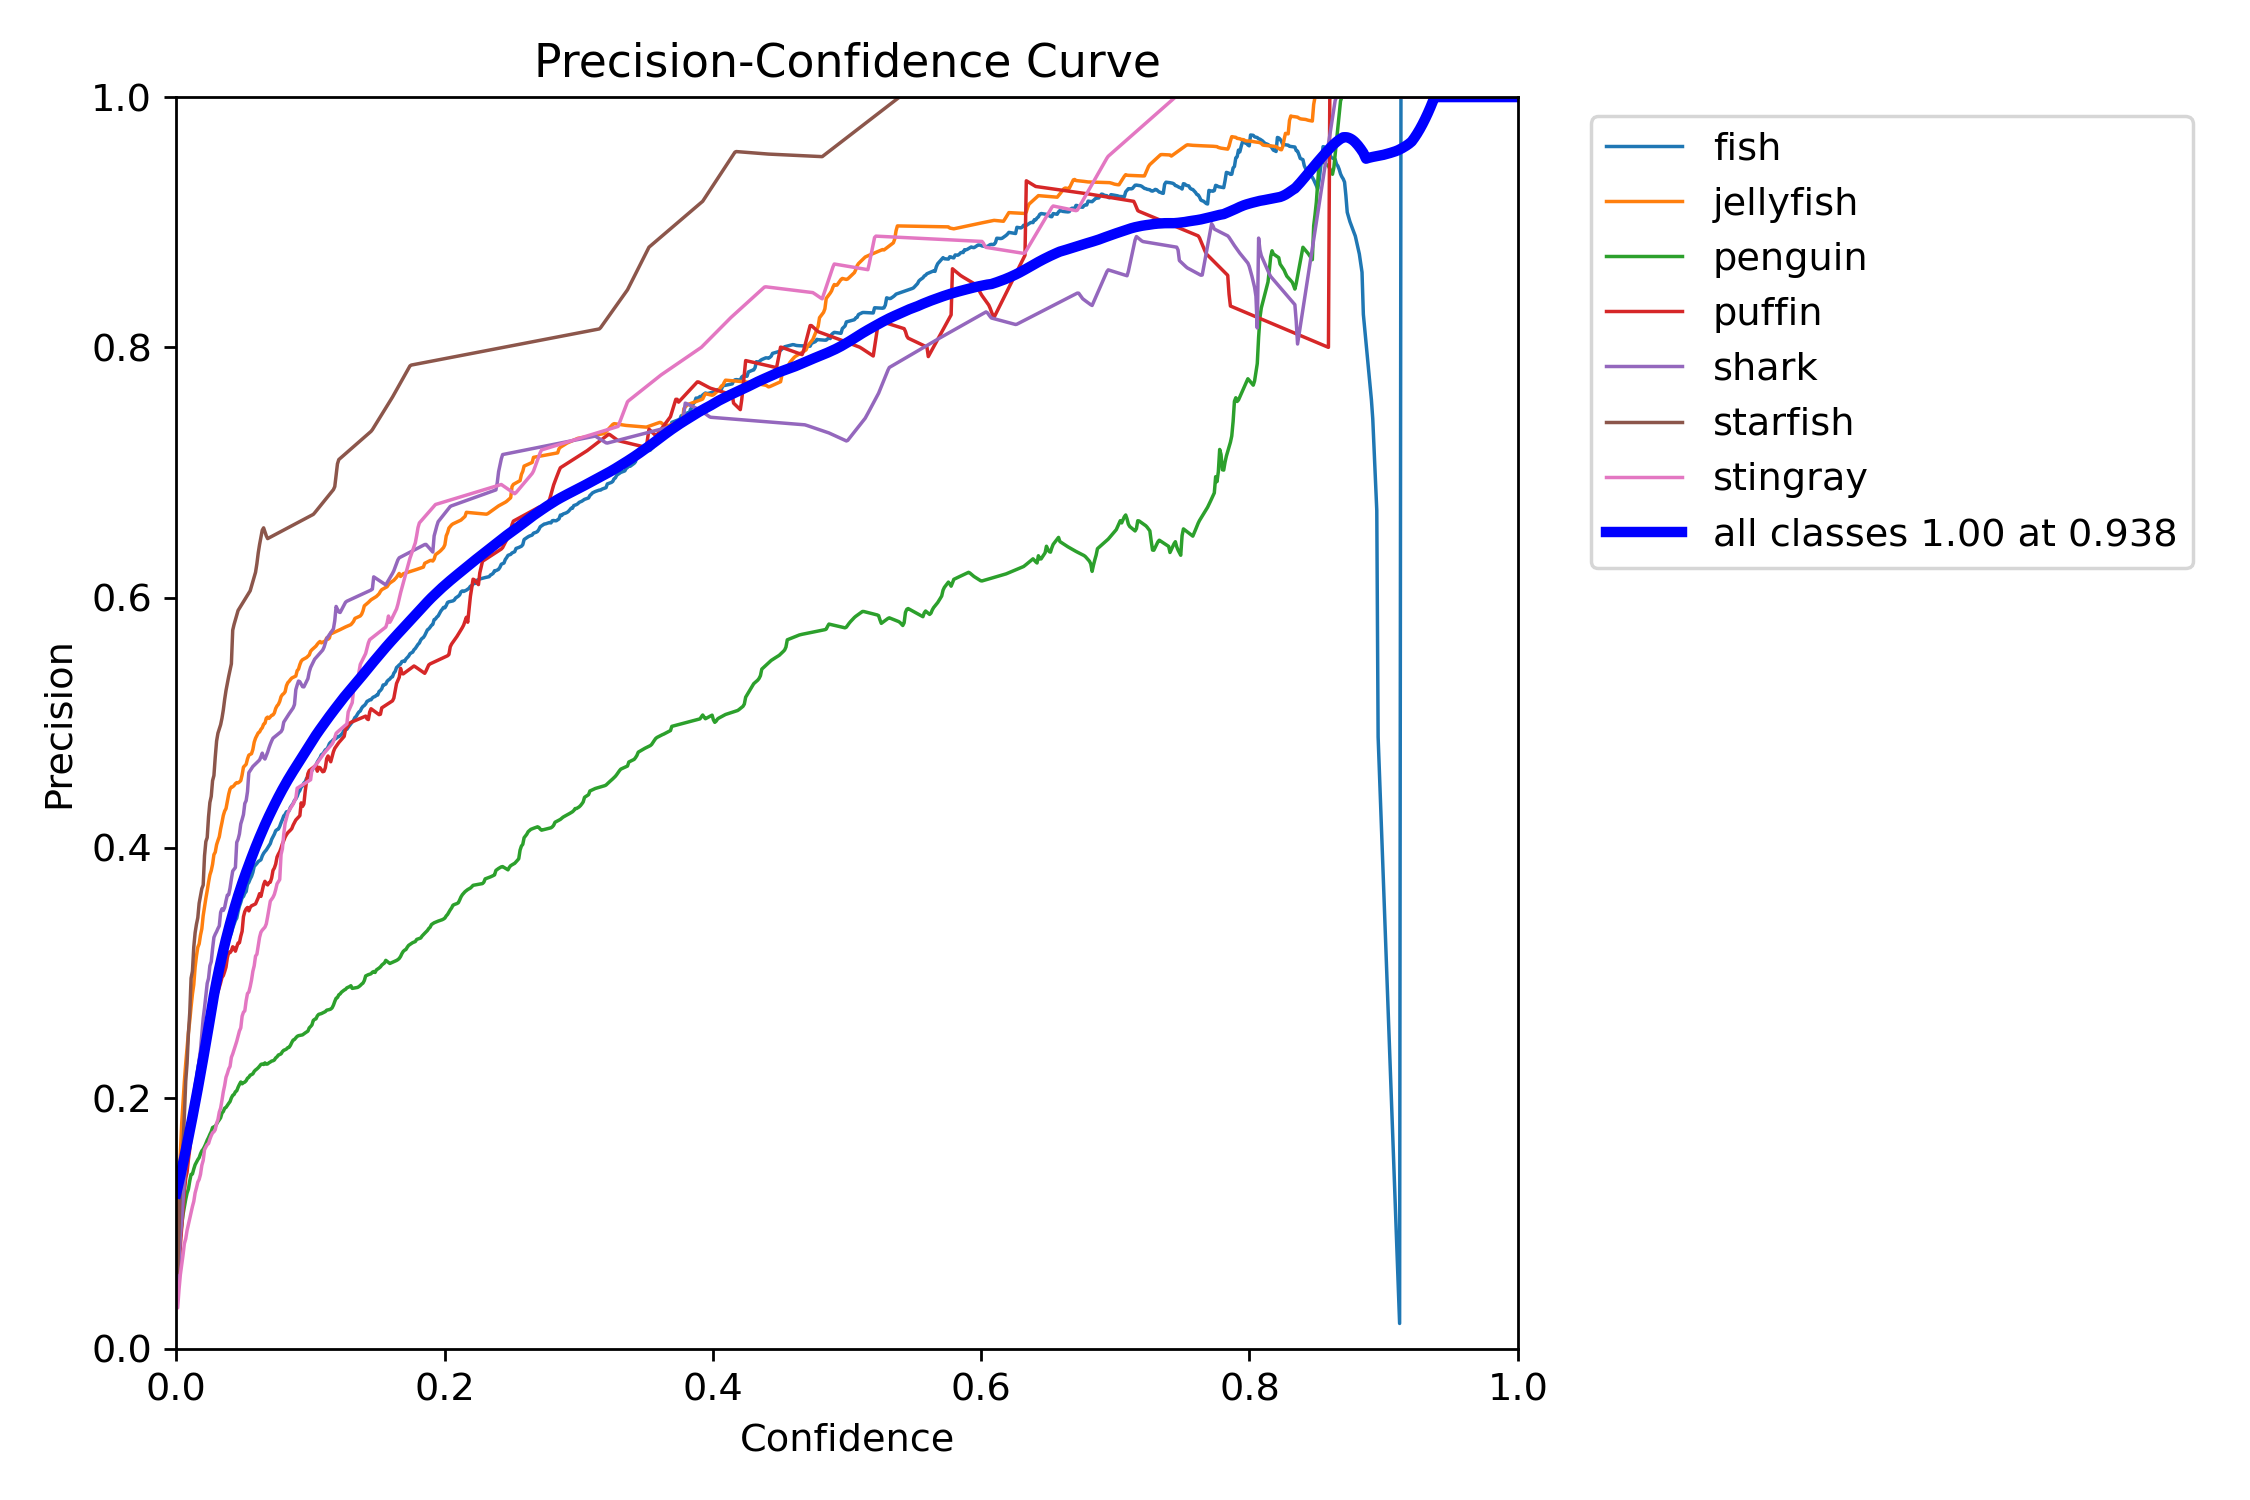 Precision-Confidence Curve
1.0
0.8
0.6
0.4
0.2
0.0
Precision
0.0 0.2 0.4 0.6 0.8 1.0
Confidence
fish
jellyfish
penguin
puffin
shark
starfish
stingray
all classes 1.00 at 0.938